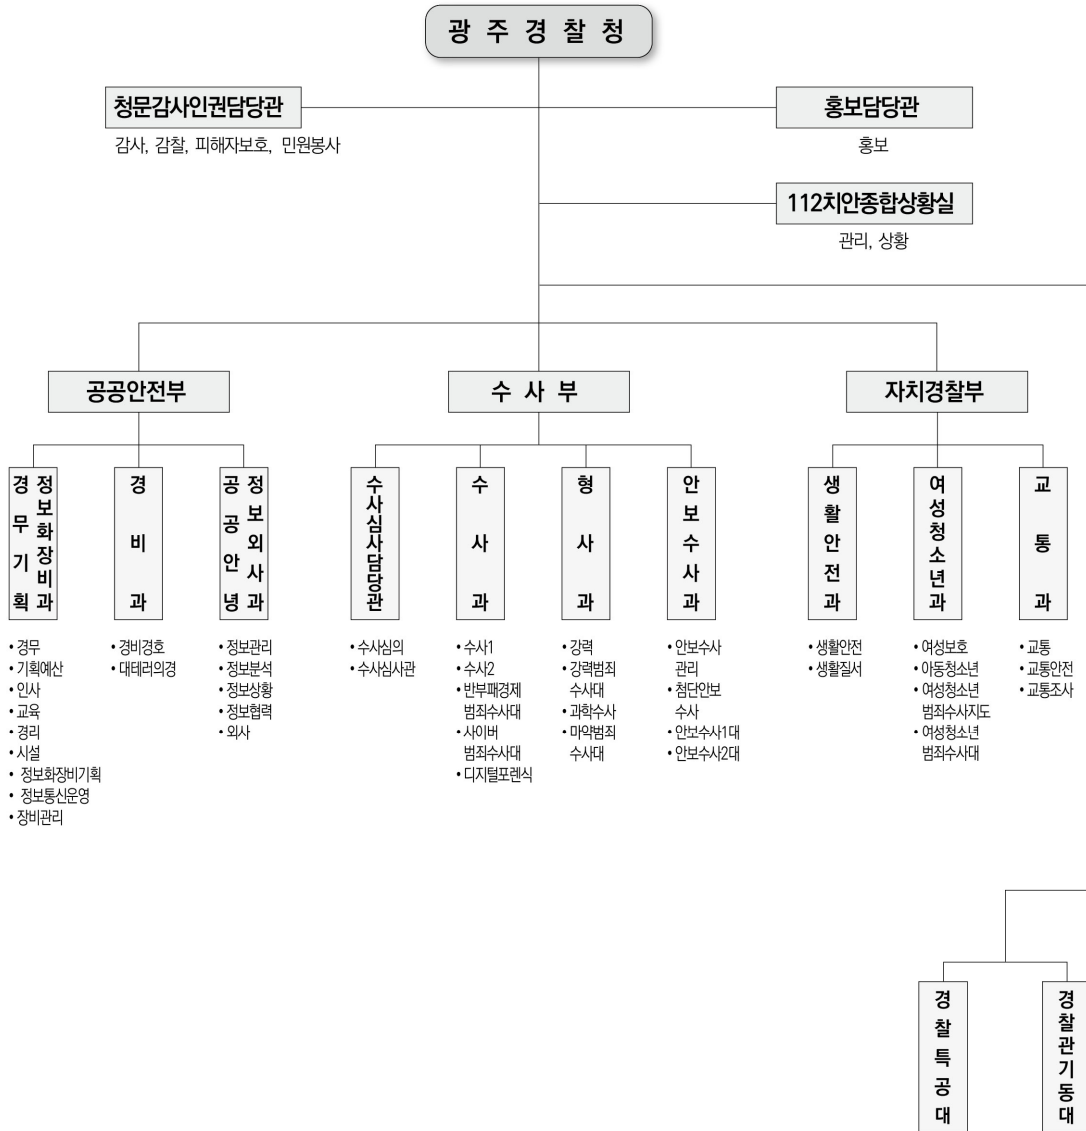 광 주 경 찰 청
청문감사인권담당관
감사, 감찰, 피해자보호, 민원봉사
홍보담당관
홍보
112치안종합상황실
관리, 상황
공공안전부
경무기획
정보화장비과
• 경무
• 기획예산
• 인사
• 교육
• 경리
• 시설
• 정보화장비기획
• 정보통신운영
• 장비관리
경비과
• 경비경호
• 대테러의경
공공안녕
정보외사과
• 정보관리
• 정보분석
• 정보상황
• 정보협력
• 외사
수 사 부
수사심사담당관
• 수사심의
• 수사심사관
수사과
• 수사1
• 수사2
• 반부패경제
범죄수사대
• 사이버
범죄수사대
• 디지털포렌식
형사과
• 강력
• 강력범죄
수사대
• 과학수사
• 마약범죄
수사대
안보수사과
• 안보수사
관리
• 첨단안보
수사
• 안보수사1대
• 안보수사2대
자치경찰부
생활안전과
• 생활안전
• 생활질서
여성청소년과
• 여성보호
• 아동청소년
• 여성청소년
범죄수사지도
• 여성청소년
범죄수사대
교통과
• 교통
• 교통안전
• 교통조사
경찰특공대
경찰관기동대